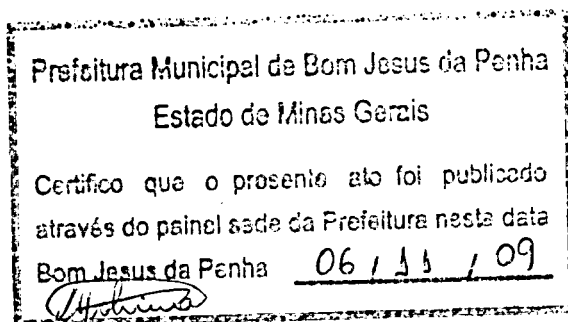 Prefeitura Municipal de Bom Jesus da Penha
Estado de Minas Gerais
Certifico que o presente ato foi publicado
através do painel sede da Prefeitura nesta data
Bom Jesus da Penha 06 / 11 / 09